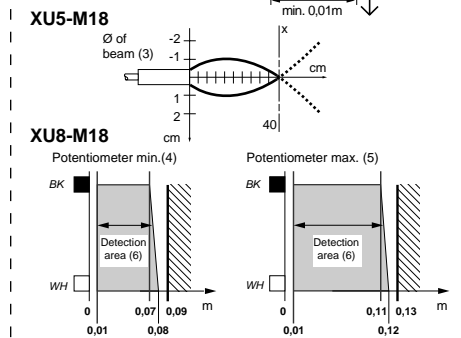 min. 0,01m
XU5-M18
Ø of
beam (3)
-2
-1
1
2
cm
x
cm
40
XU8-M18
Potentiometer min.(4)
BK
WH
Detection
area (6)
0
0,01
0,07
0,08
0,09
Potentiometer max. (5)
BK
WH
Detection
area (6)
0
0,01
0,11
0,12
0,13
m
m